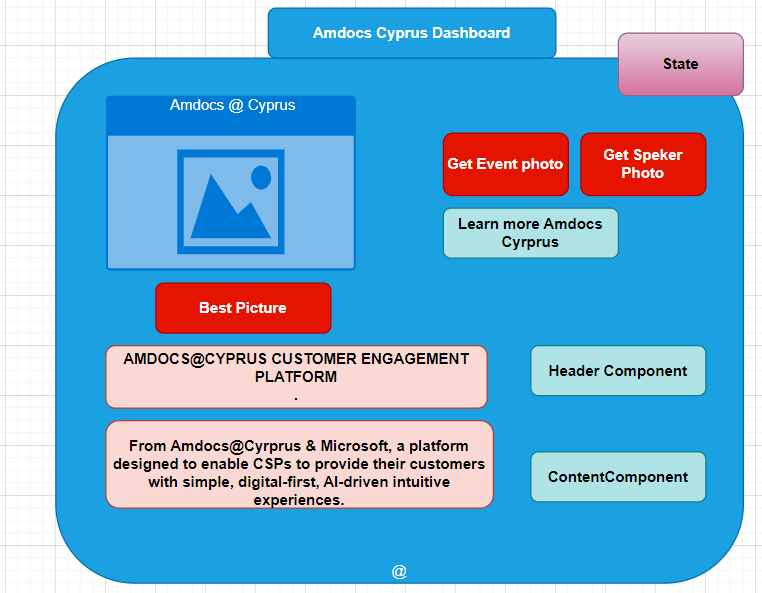 Amdocs Cyprus Dashboard
State
Amdocs @ Cyprus
Get Event photo
Get Speker
Photo
Learn more Amdocs
Cyrprus
Best Picture
AMDOCS@CYPRUS CUSTOMER ENGAGEMENT
PLATFORM
.
Header Component
From Amdocs@Cyrprus & Microsoft, a platform
designed to enable CSPs to provide their customers
with simple, digital-first, AI-driven intuitive
experiences.
ContentComponent
@